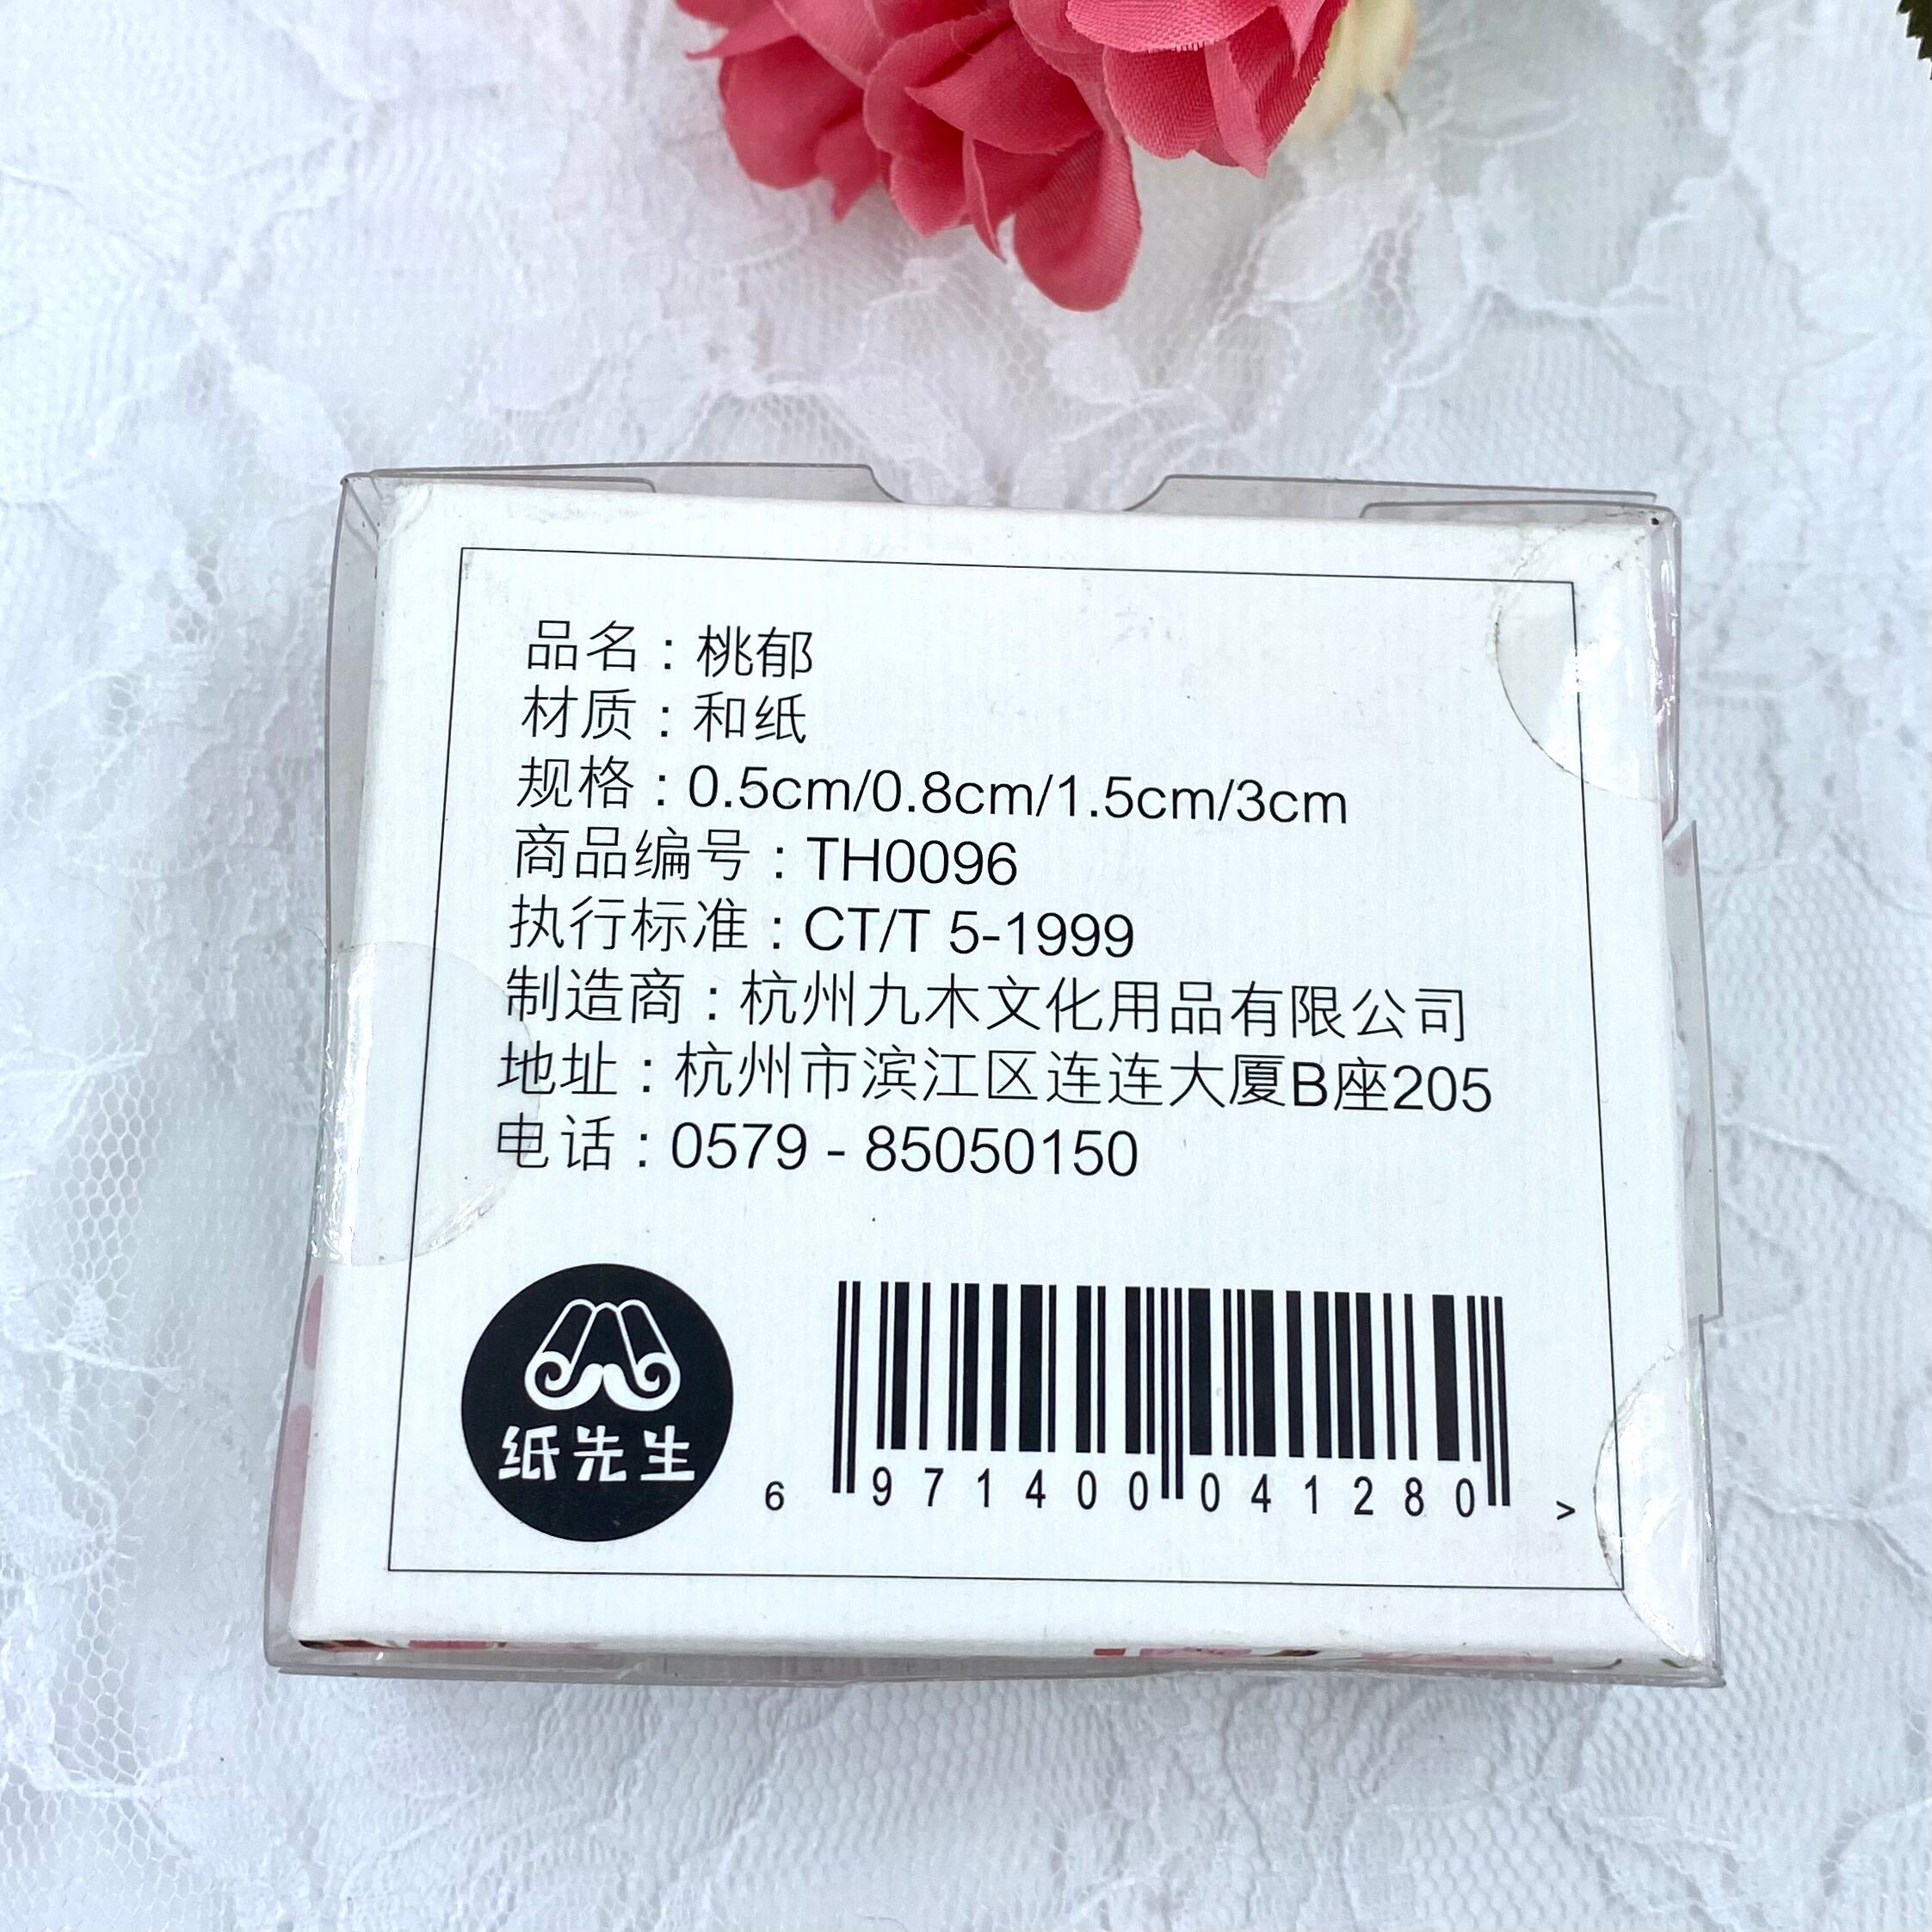 品名：桃郁
材质：和纸
规格：0.5cm/0.8cm/1.5cm/3cm
商品编号：TH0096
执行标准：CT/T 5-1999
制造商：杭州九木文化用品有限公司
地址：杭州市滨江区连连大厦B座205
电话：0579 - 85050150
纸先生
6 971400 041280 >